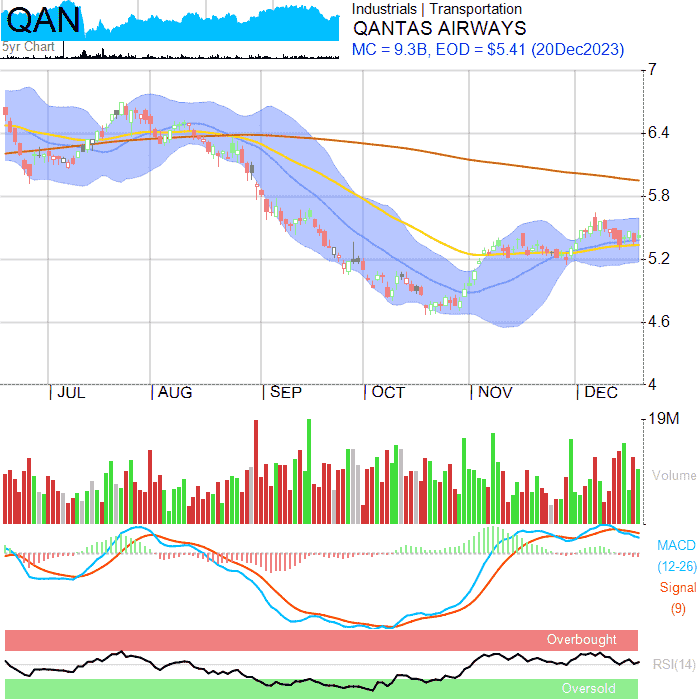 QAN
Industrials | Transportation
QANTAS AIRWAYS
MC = 9.3B, EOD = $5.41 (20Dec2023)
5yr Chart
7
6.4
5.8
5.2
4.6
4
JUL AUG SEP OCT NOV DEC
19M
Volume
MACD
(12-26)
Signal
(9)
Overbought
RSI(14)
Oversold